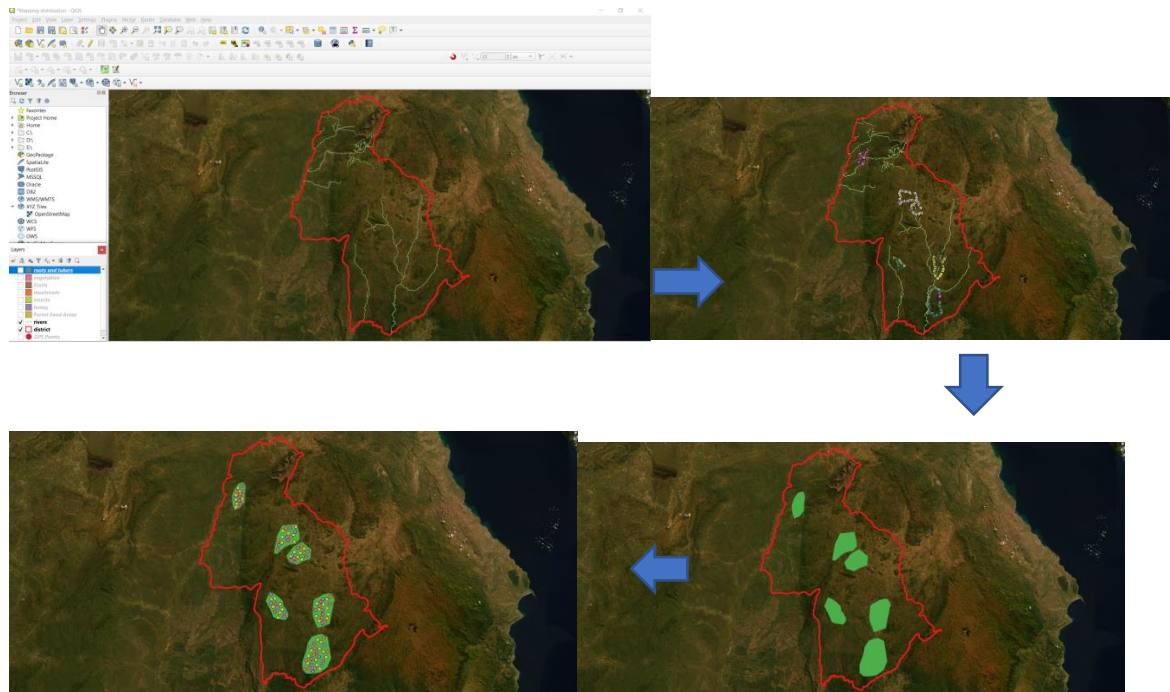 *Mapping distribution - QGIS
Project Edit View Layer Settings Plugins Vector Raster Database Web Help
Browser
Favorites
Project Home
Home
C:\
D:\
E:\
GeoPackage
SpatiaLite
PostGIS
MSSQL
Oracle
DB2
WMS/WMTS
XYZ Tiles
OpenStreetMap
WCS
WFS
OWS
Layers
roots and tubers
vegetables
fruits
mushroom
insects
honey
Forest Food Areas
rivers
district
GPS Points